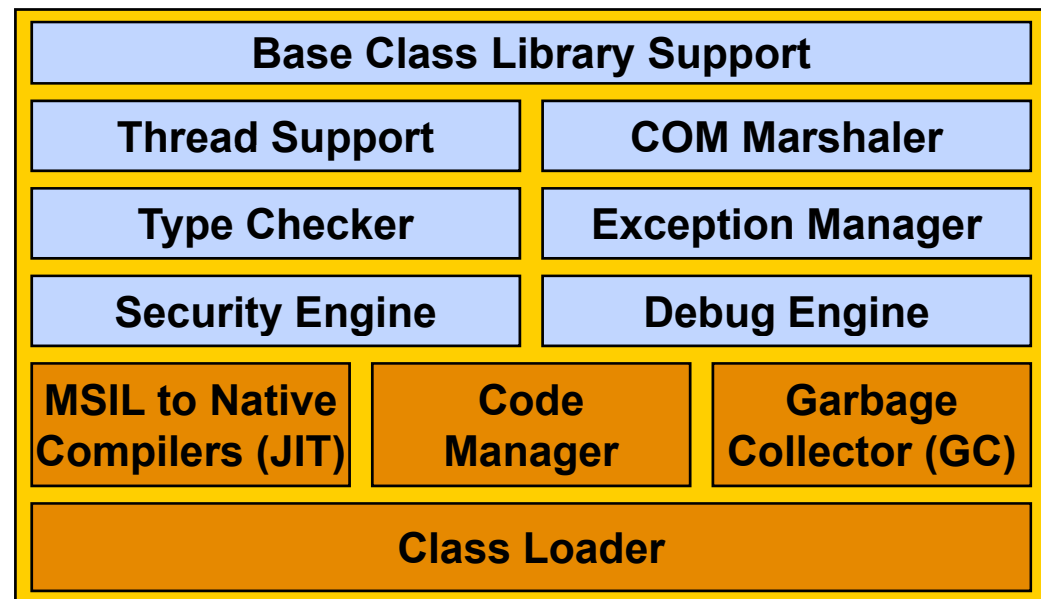 Base Class Library Support
Thread Support
COM Marshaler
Type Checker
Exception Manager
Security Engine
Debug Engine
MSIL to Native
Compilers (JIT)
Code
Manager
Garbage
Collector (GC)
Class Loader